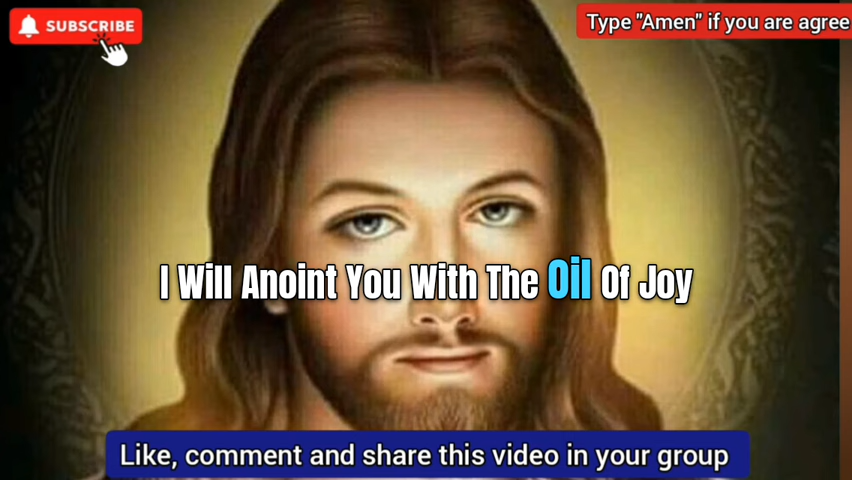 SUBSCRIBE
Type "Amen" if you are agree
I Will Anoint You With The Oil Of Joy
Like, comment and share this video in your group